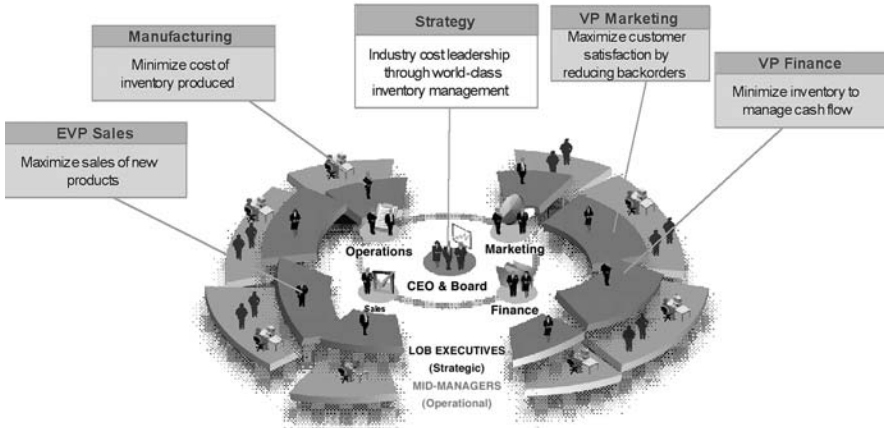 Strategy
Industry cost leadership
through world-class
inventory management
Manufacturing
Minimize cost of
inventory produced
VP Marketing
Maximize customer
satisfaction by
reducing backorders
VP Finance
Minimize inventory to
manage cash flow
EVP Sales
Maximize sales of new
products
Operations
Marketing
CEO & Board
Sales
Finance
LOB EXECUTIVES
(Strategic)
MID-MANAGERS
(Operational)